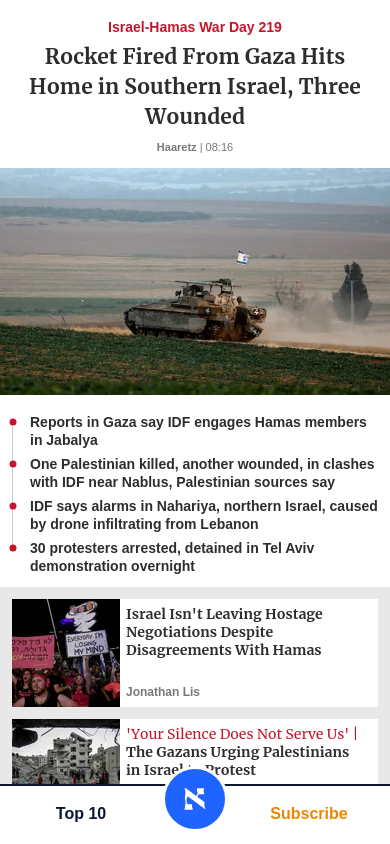 Israel-Hamas War Day 219
Rocket Fired From Gaza Hits
Home in Southern Israel, Three
Wounded
Haaretz | 08:16
Reports in Gaza say IDF engages Hamas members
in Jabalya
One Palestinian killed, another wounded, in clashes
with IDF near Nablus, Palestinian sources say
IDF says alarms in Nahariya, northern Israel, caused
by drone infiltrating from Lebanon
30 protesters arrested, detained in Tel Aviv
demonstration overnight
EVERYDAY I'M
LOSING
MY MIND
Israel Isn't Leaving Hostage
Negotiations Despite
Disagreements With Hamas
Jonathan Lis
'Your Silence Does Not Serve Us' |
The Gazans Urging Palestinians
in Israel to Protest
Top 10
Subscribe